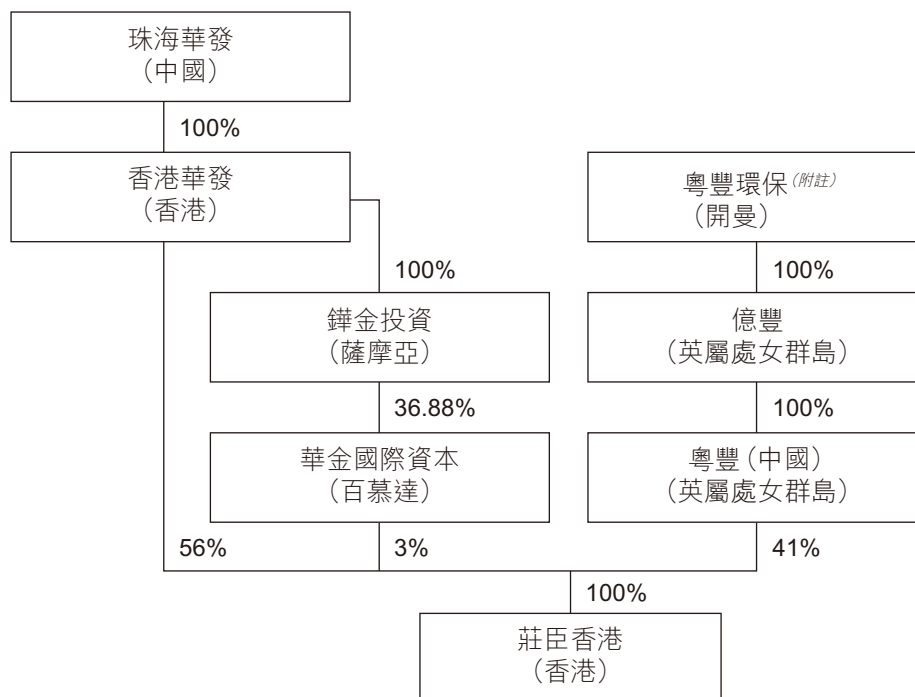 珠海華發
（中國）
100%
香港華發
（香港）
粵豐環保（附註）
（開曼）
100%
100%
鏵金投資
（薩摩亞）
億豐
（英屬處女群島）
36.88%
100%
華金國際資本
（百慕達）
粵豐（中國）
（英屬處女群島）
56%
3%
41%
100%
莊臣香港
（香港）